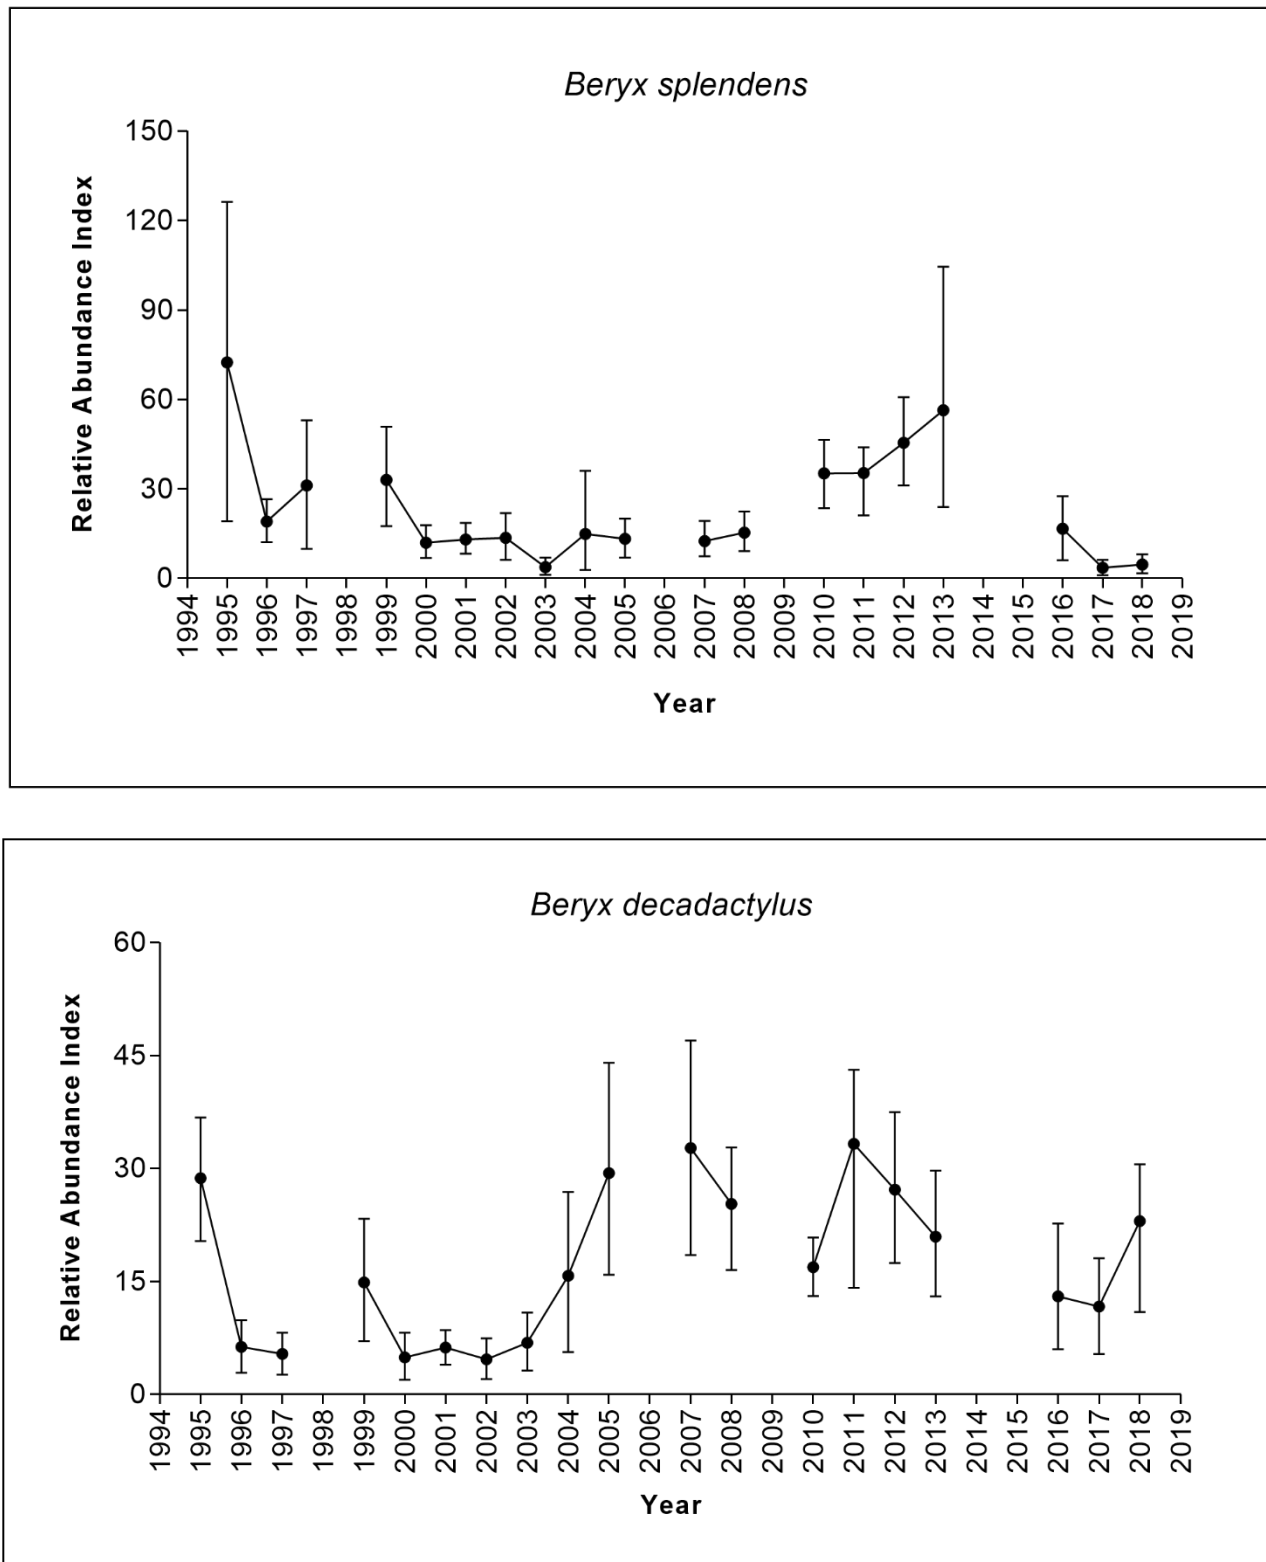 Beryx splendens
150
120
90
60
30
0
Relative Abundance Index
1994 1995 1996 1997 1998 1999 2000 2001 2002 2003 2004 2005 2006 2007 2008 2009 2010 2011 2012 2013 2014 2015 2016 2017 2018 2019
Year
Beryx decadactylus
60
45
30
15
0
Relative Abundance Index
1994 1995 1996 1997 1998 1999 2000 2001 2002 2003 2004 2005 2006 2007 2008 2009 2010 2011 2012 2013 2014 2015 2016 2017 2018 2019
Year